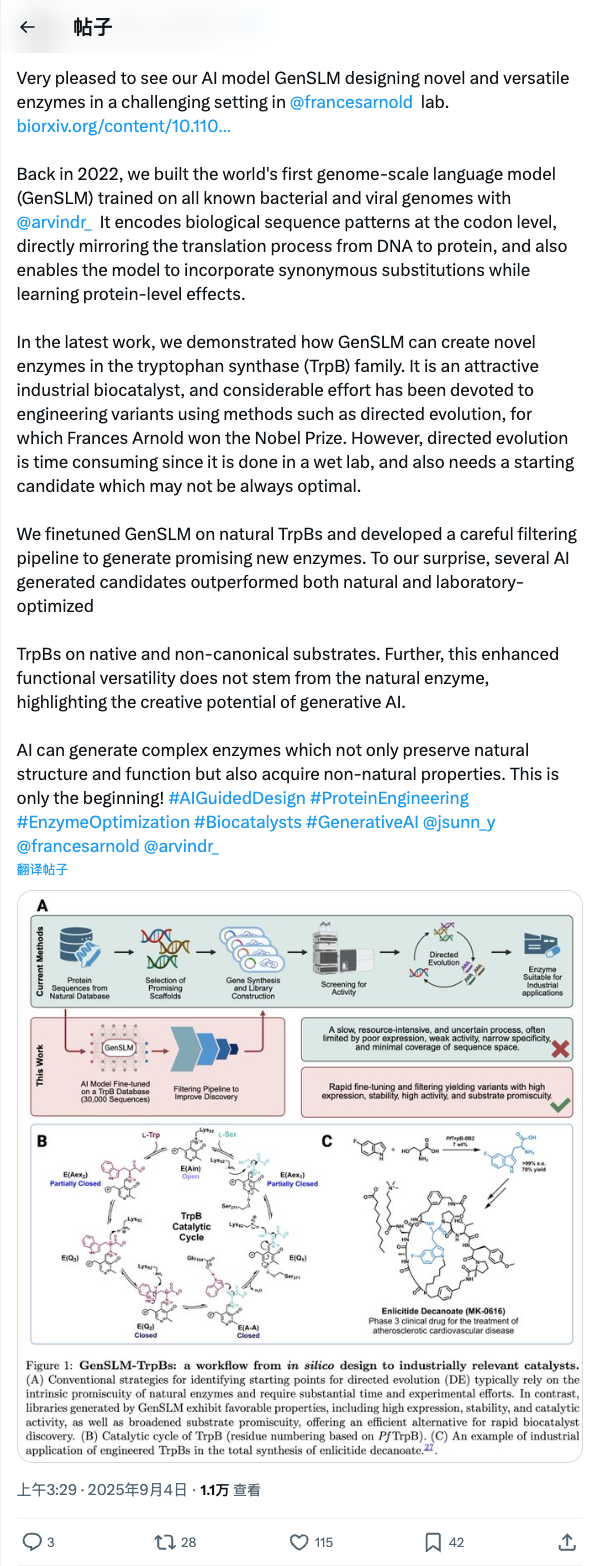 帖子
Very pleased to see our AI model GenSLM designing novel and versatile
enzymes in a challenging setting in @francesarnold lab.
biorxiv.org/content/10.110…
Back in 2022, we built the world's first genome-scale language model
(GenSLM) trained on all known bacterial and viral genomes with
@arvindr_ It encodes biological sequence patterns at the codon level,
directly mirroring the translation process from DNA to protein, and also
enables the model to incorporate synonymous substitutions while
learning protein-level effects.
In the latest work, we demonstrated how GenSLM can create novel
enzymes in the tryptophan synthase (TrpB) family. It is an attractive
industrial biocatalyst, and considerable effort has been devoted to
engineering variants using methods such as directed evolution, for
which Frances Arnold won the Nobel Prize. However, directed evolution
is time consuming since it is done in a wet lab, and also needs a starting
candidate which may not be always optimal.
We finetuned GenSLM on natural TrpBs and developed a careful filtering
pipeline to generate promising new enzymes. To our surprise, several AI
generated candidates outperformed both natural and laboratory-
optimized
TrpBs on native and non-canonical substrates. Further, this enhanced
functional versatility does not stem from the natural enzyme,
highlighting the creative potential of generative AI.
AI can generate complex enzymes which not only preserve natural
structure and function but also acquire non-natural properties. This is
only the beginning! #AIGuidedDesign #ProteinEngineering
#EnzymeOptimization #Biocatalysts #GenerativeAI @jsunn_y
@francesarnold @arvindr_
翻译帖子
A
Current Methods
Protein
Sequences from
Natural Database
Selection of
Promising
Scaffolds
Gene Synthesis
and Library
Construction
Screening for
Activity
Directed
Evolution
Enzyme
Suitable for
Industrial
applications
This Work
GenSLM
AI Model Fine-tuned
on a TrpB Database
(30,000 Sequences)
Filtering Pipeline to
Improve Discovery
A slow, resource-intensive, and uncertain process, often
limited by poor expression, weak activity, narrow specificity,
and minimal coverage of sequence space.
Rapid fine-tuning and filtering yielding variants with high
expression, stability, high activity, and substrate promiscuity.
B
L-Trp
L-Ser
E(Ain)
Open
E(Aex₂)
Partially Closed
E(Aex₁)
Partially Closed
TrpB
Catalytic
Cycle
E(Q₃)
E(Q₁)
E(Q₂)
Closed
E(A-A)
Closed
C
PfTrpB-0B2
>99% e.e.
78% yield
Enlicitide Decanoate (MK-0616)
Phase 3 clinical drug for the treatment of
atherosclerotic cardiovascular disease
Figure 1: GenSLM-TrpBs: a workflow from in silico design to industrially relevant catalysts.
(A) Conventional strategies for identifying starting points for directed evolution (DE) typically rely on the
intrinsic promiscuity of natural enzymes and require substantial time and experimental efforts. In contrast,
libraries generated by GenSLM exhibit favorable properties, including high expression, stability, and catalytic
activity, as well as broadened substrate promiscuity, offering an efficient alternative for rapid biocatalyst
discovery. (B) Catalytic cycle of TrpB (residue numbering based on PfTrpB). (C) An example of industrial
application of engineered TrpBs in the total synthesis of enlicitide decanoate.27.
上午3:29 · 2025年9月4日 · 1.1万 查看
3 28 115 42